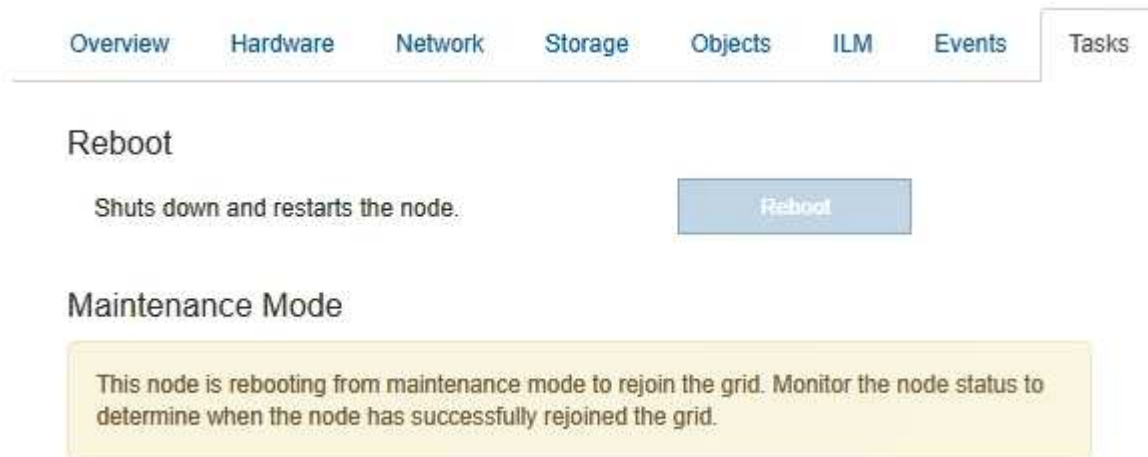 Overview Hardware Network Storage Objects ILM Events Tasks
Reboot
Shuts down and restarts the node. Reboot
Maintenance Mode
This node is rebooting from maintenance mode to rejoin the grid. Monitor the node status to
determine when the node has successfully rejoined the grid.